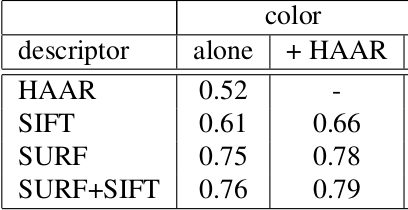 color
descriptor alone + HAAR
HAAR 0.52 -
SIFT 0.61 0.66
SURF 0.75 0.78
SURF+SIFT 0.76 0.79